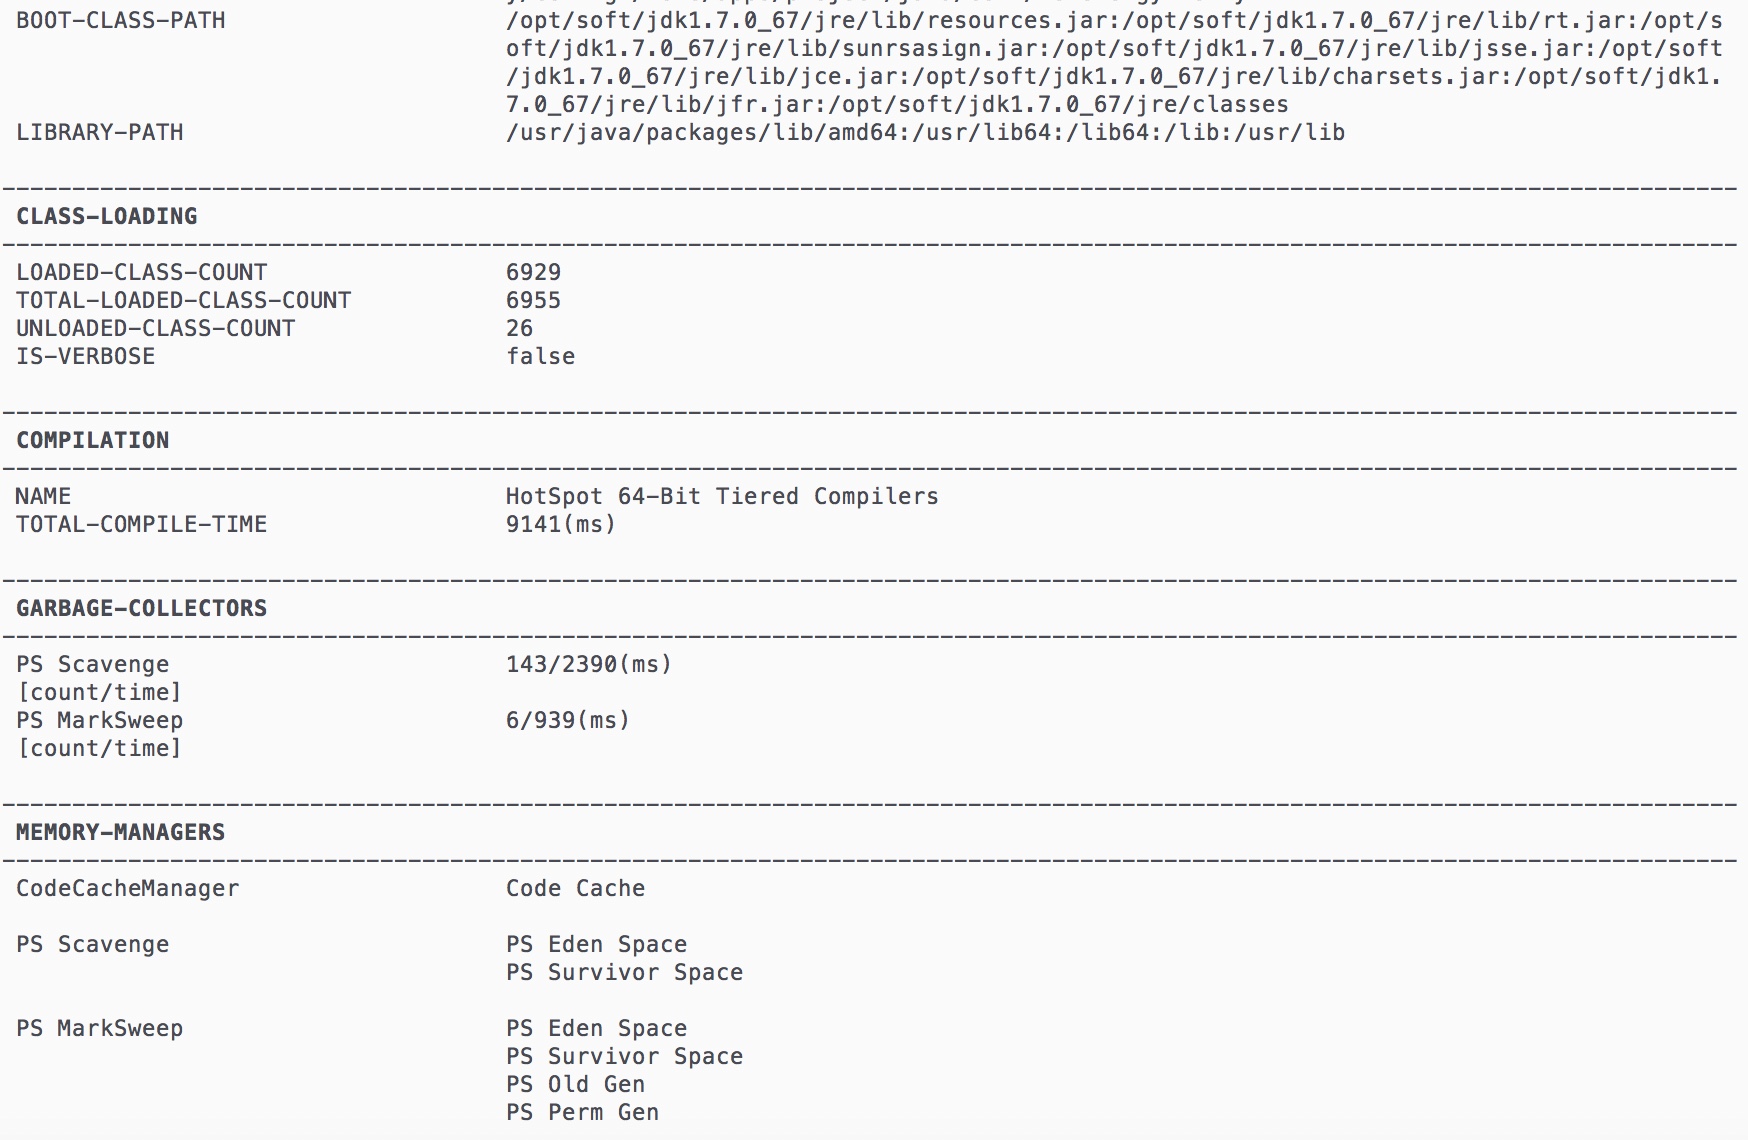 BOOT-CLASS-PATH /opt/soft/jdk1.7.0_67/jre/lib/resources.jar:/opt/soft/jdk1.7.0_67/jre/lib/rt.jar:/opt/s
oft/jdk1.7.0_67/jre/lib/sunrsasign.jar:/opt/soft/jdk1.7.0_67/jre/lib/jsse.jar:/opt/soft
/jdk1.7.0_67/jre/lib/jce.jar:/opt/soft/jdk1.7.0_67/jre/lib/charsets.jar:/opt/soft/jdk1.
7.0_67/jre/lib/jfr.jar:/opt/soft/jdk1.7.0_67/jre/classes
LIBRARY-PATH /usr/java/packages/lib/amd64:/usr/lib64:/lib64:/lib:/usr/lib
CLASS-LOADING
LOADED-CLASS-COUNT 6929
TOTAL-LOADED-CLASS-COUNT 6955
UNLOADED-CLASS-COUNT 26
IS-VERBOSE false
COMPILATION
NAME HotSpot 64-Bit Tiered Compilers
TOTAL-COMPILE-TIME 9141(ms)
GARBAGE-COLLECTORS
PS Scavenge 143/2390(ms)
[count/time]
PS MarkSweep 6/939(ms)
[count/time]
MEMORY-MANAGERS
CodeCacheManager Code Cache
PS Scavenge PS Eden Space
PS Survivor Space
PS MarkSweep PS Eden Space
PS Survivor Space
PS Old Gen
PS Perm Gen